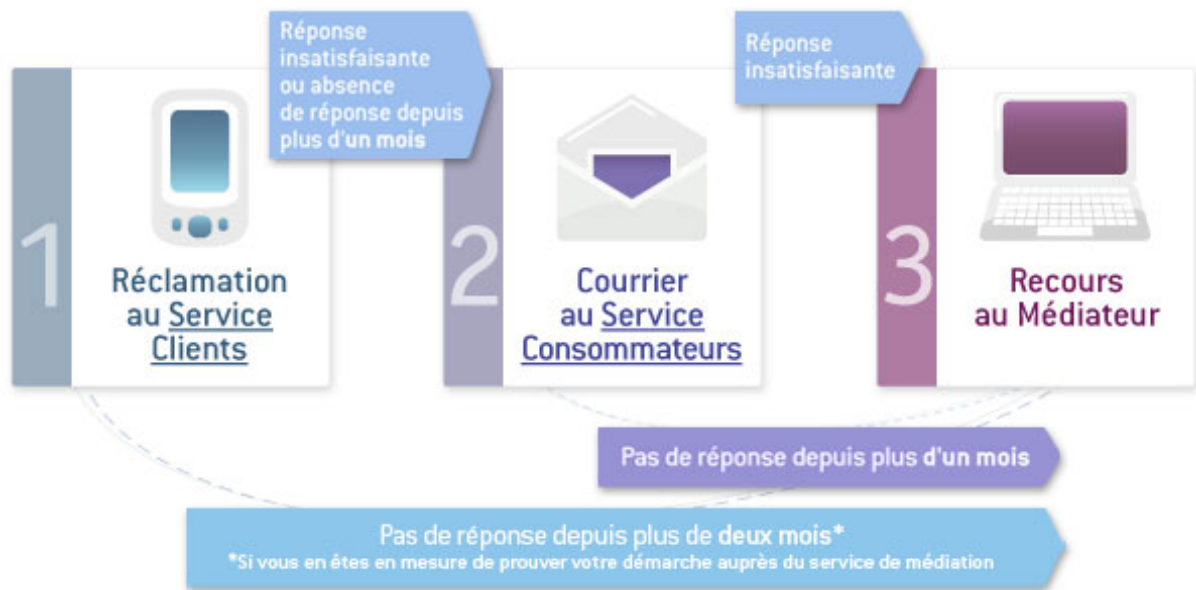 Réponse
insatisfaisante
ou absence
de réponse depuis
plus d'un mois
Réponse
insatisfaisante
1
Réclamation
au Service
Clients
2
Courrier
au Service
Consommateurs
3
Recours
au Médiateur
Pas de réponse depuis plus d'un mois
Pas de réponse depuis plus de deux mois*
*Si vous en êtes en mesure de prouver votre démarche auprès du service de médiation